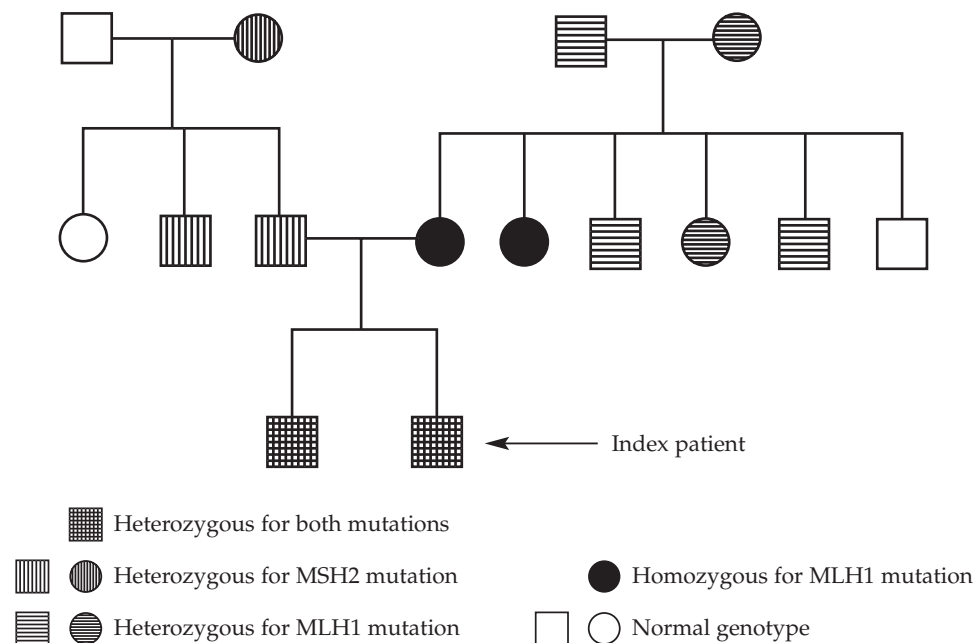 Index patient
Heterozygous for both mutations
Heterozygous for MSH2 mutation
Homozygous for MLH1 mutation
Heterozygous for MLH1 mutation
Normal genotype